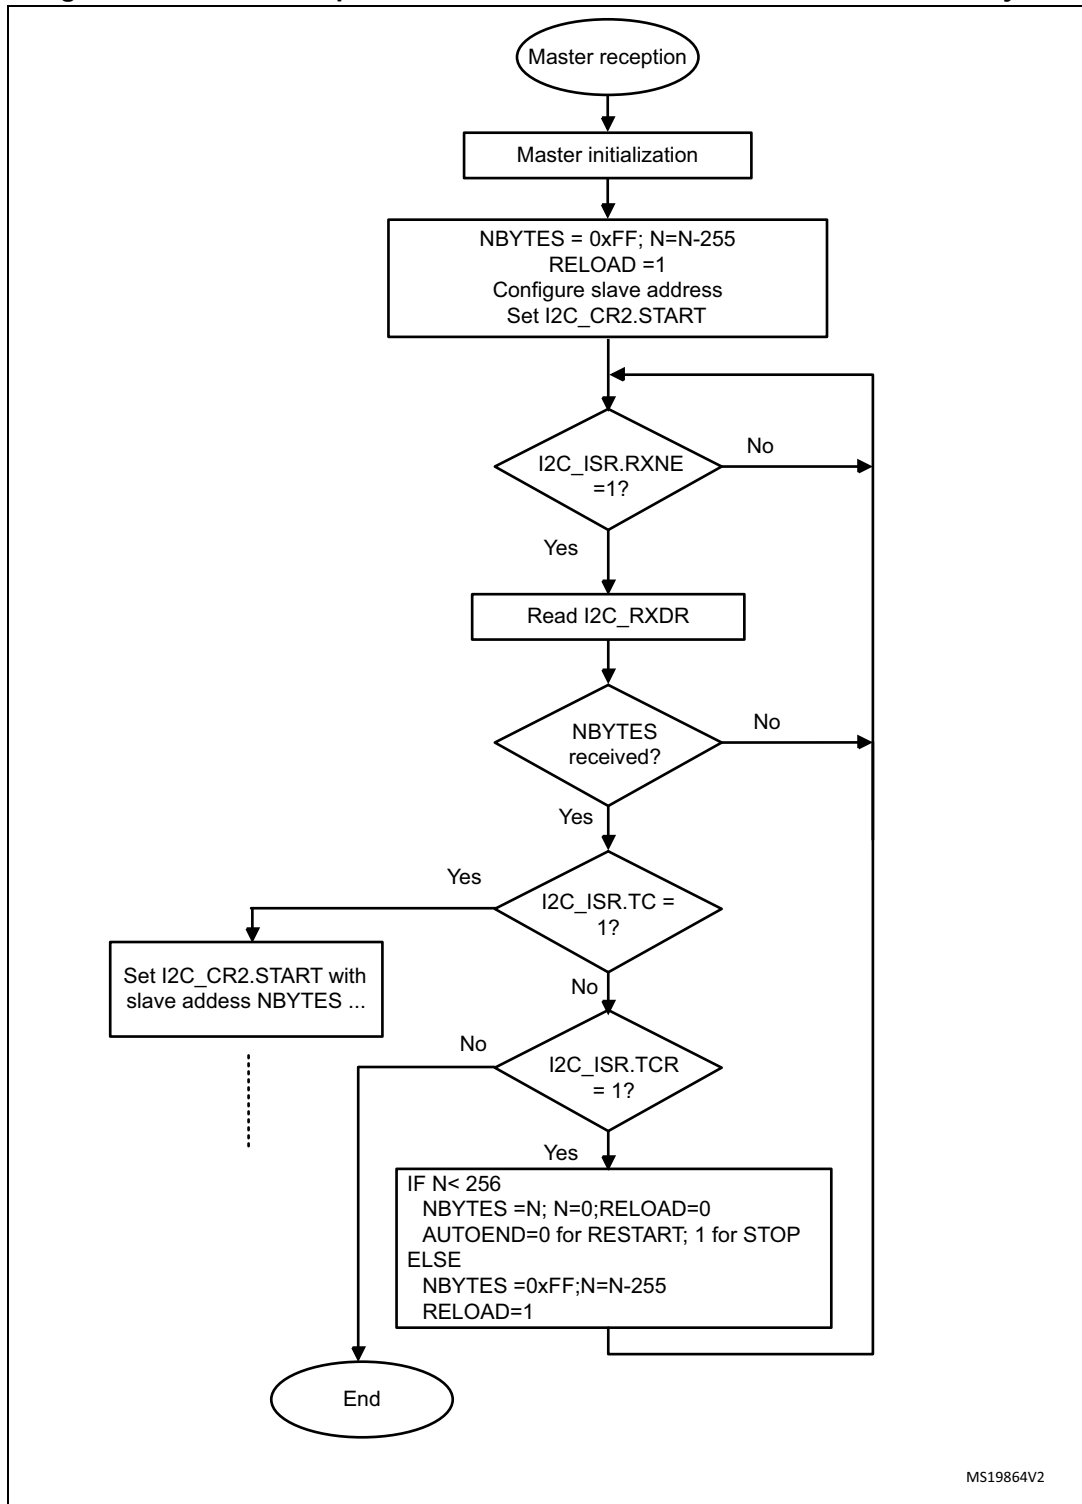 Master reception
Master initialization
NBYTES = 0xFF; N=N-255
RELOAD =1
Configure slave address
Set I2C_CR2.START
I2C_ISR.RXNE
=1?
No
Yes
Read I2C_RXDR
NBYTES
received?
No
Yes
I2C_ISR.TC =
1?
Yes
Set I2C_CR2.START with
slave addess NBYTES ...
No
I2C_ISR.TCR
= 1?
No
Yes
IF N< 256
NBYTES =N; N=0;RELOAD=0
AUTOEND=0 for RESTART; 1 for STOP
ELSE
NBYTES =0xFF;N=N-255
RELOAD=1
End
MS19864V2